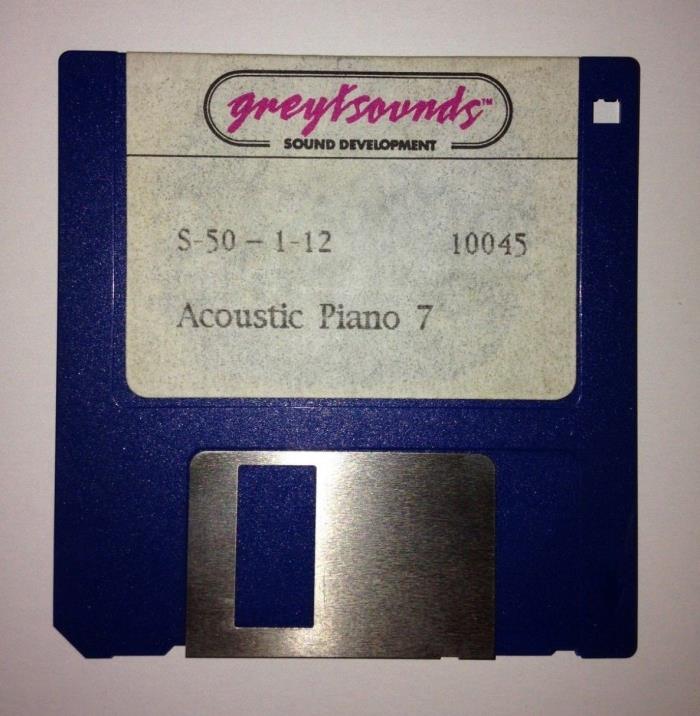 greytsounds™
SOUND DEVELOPMENT
S-50 – 1-12 10045
Acoustic Piano 7